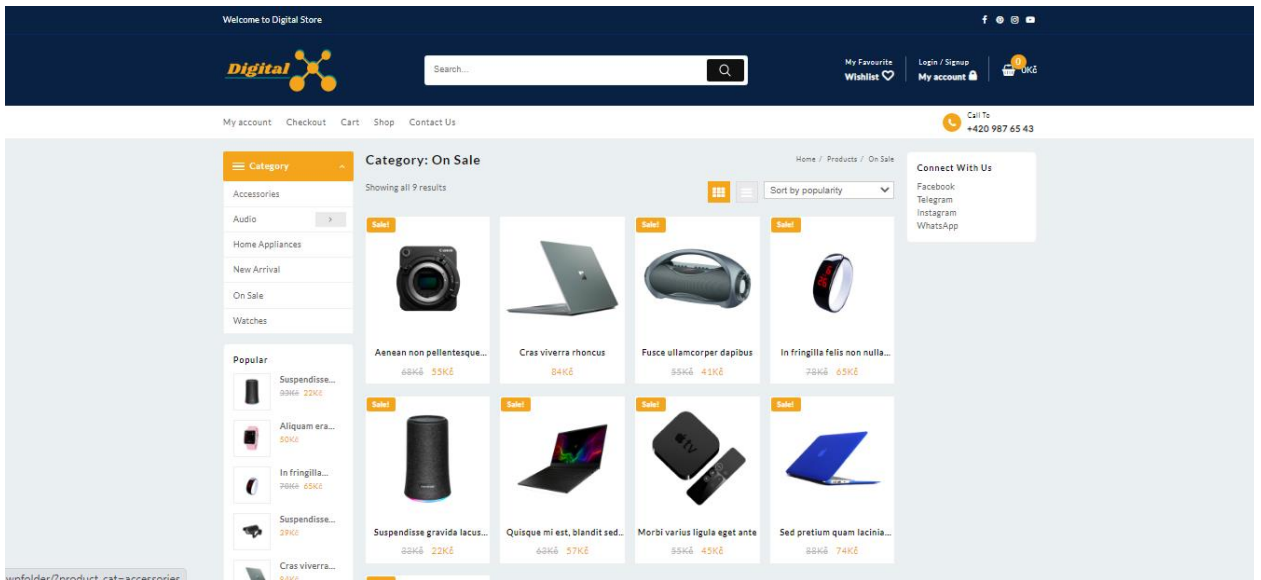 Welcome to Digital Store
Digital
Search...
My Favourite
Wishlist
Login / Signup
My account
0
0Kč
My account Checkout Cart Shop Contact Us
Call To
+420 987 65 43
Category
Accessories
Audio
Home Appliances
New Arrival
On Sale
Watches
Popular
Suspendisse...
33Kč 22Kč
Aliquam era...
50Kč
In fringilla...
78Kč 65Kč
Suspendisse...
29Kč
Cras viverra...
84Kč
Category: On Sale
Home / Products / On Sale
Showing all 9 results
Sort by popularity
Sale!
Aenean non pellentesque...
68Kč 55Kč
Cras viverra rhoncus
84Kč
Sale!
Fusce ullamcorper dapibus
55Kč 41Kč
Sale!
In fringilla felis non nulla...
78Kč 65Kč
Sale!
Suspendisse gravida lacus...
33Kč 22Kč
Sale!
Quisque mi est, blandit sed..
63Kč 57Kč
Sale!
tv
Morbi varius ligula eget ante
55Kč 45Kč
Sale!
Sed pretium quam lacinia...
88Kč 74Kč
Connect With Us
Facebook
Telegram
Instagram
WhatsApp
wpfolder/?product_cat=accessories